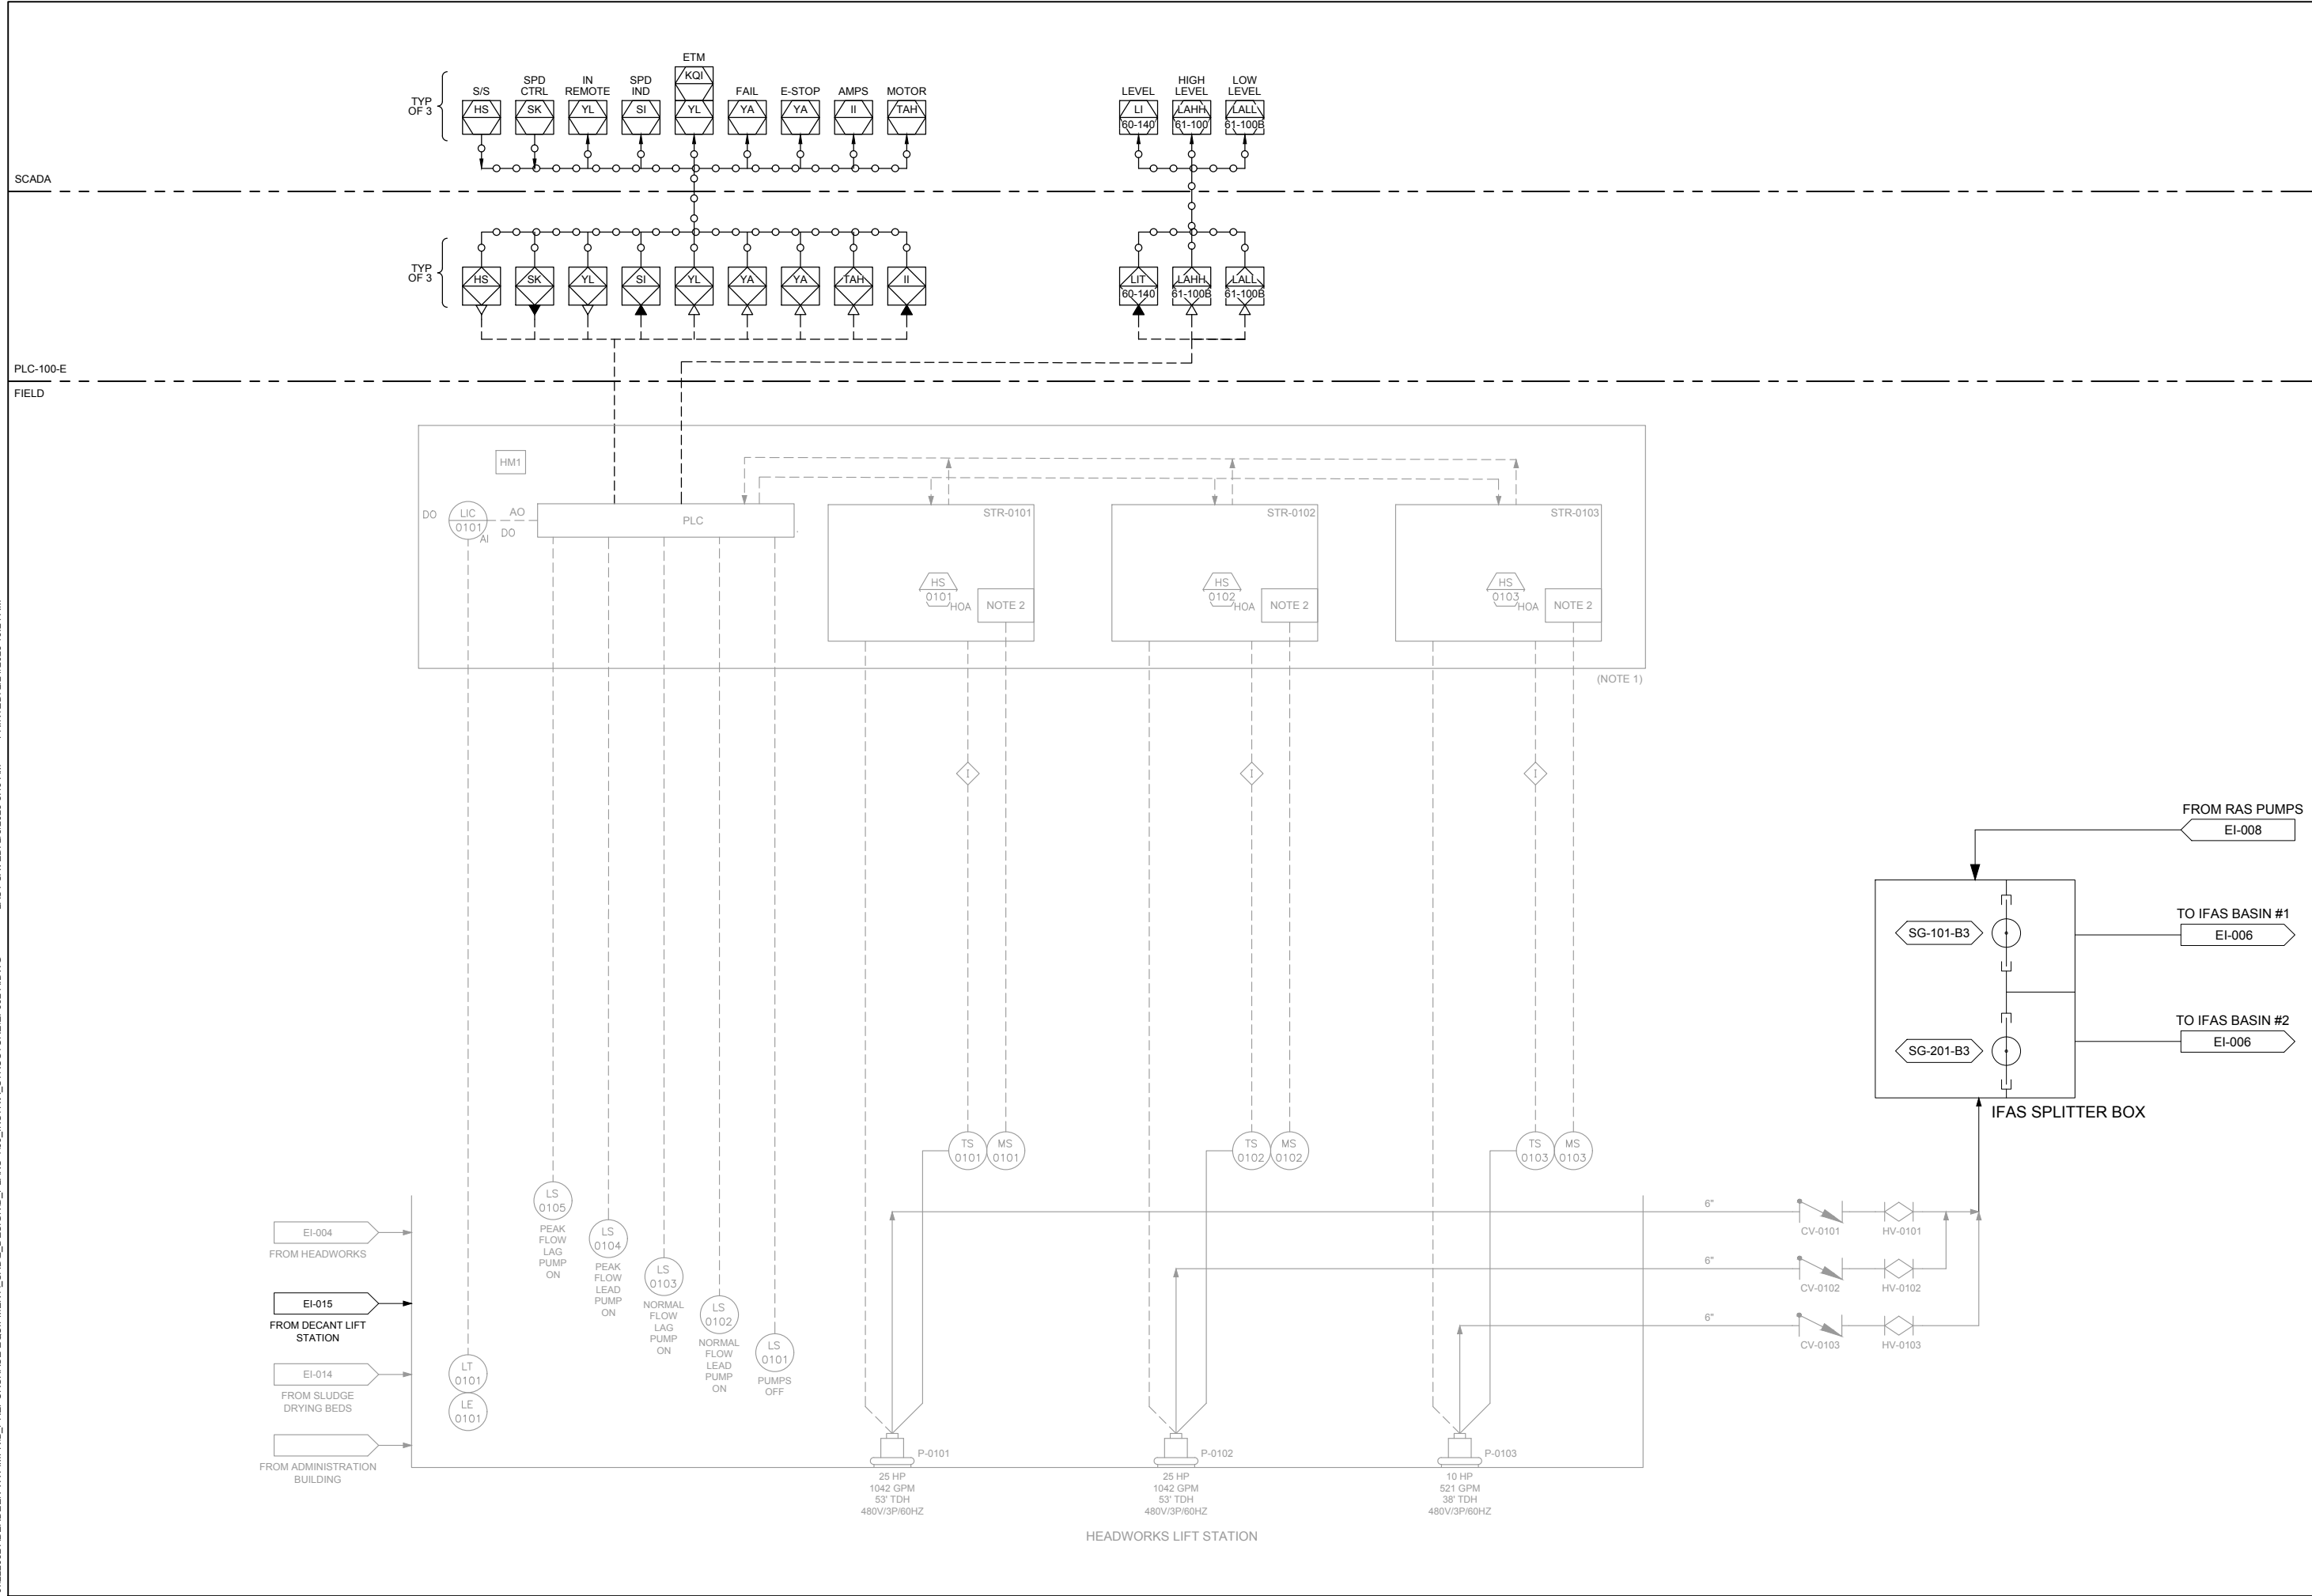 ETM
KQI
S/S
SPD
CTRL
IN
REMOTE
SPD
IND
FAIL
E-STOP
AMPS
MOTOR
TYP
OF 3
HS
SK
YL
SI
YL
YA
YA
II
TAH
LEVEL
HIGH
LEVEL
LOW
LEVEL
LI
60-140
LAHH
61-100
LALL
61-100B
SCADA
TYP
OF 3
HS
SK
YL
SI
YL
YA
YA
TAH
II
LIT
60-140
LAHH
61-100B
LALL
61-100B
PLC-100-E
FIELD
HM1
DO
LIC
0101
AO
DO
AI
PLC
STR-0101
HS
0101
HOA
NOTE 2
STR-0102
HS
0102
HOA
NOTE 2
STR-0103
HS
0103
HOA
NOTE 2
(NOTE 1)
I
I
I
FROM RAS PUMPS
EI-008
SG-101-B3
TO IFAS BASIN #1
EI-006
SG-201-B3
TO IFAS BASIN #2
EI-006
IFAS SPLITTER BOX
TS
0101
MS
0101
TS
0102
MS
0102
TS
0103
MS
0103
EI-004
FROM HEADWORKS
EI-015
FROM DECANT LIFT
STATION
EI-014
FROM SLUDGE
DRYING BEDS
FROM ADMINISTRATION
BUILDING
LT
0101
LE
0101
LS
0105
PEAK
FLOW
LAG
PUMP
ON
LS
0104
PEAK
FLOW
LEAD
PUMP
ON
LS
0103
NORMAL
FLOW
LAG
PUMP
ON
LS
0102
NORMAL
FLOW
LEAD
PUMP
ON
LS
0101
PUMPS
OFF
6"
CV-0101
HV-0101
6"
CV-0102
HV-0102
6"
CV-0103
HV-0103
P-0101
25 HP
1042 GPM
53' TDH
480V/3P/60HZ
P-0102
25 HP
1042 GPM
53' TDH
480V/3P/60HZ
P-0103
10 HP
521 GPM
38' TDH
480V/3P/60HZ
HEADWORKS LIFT STATION